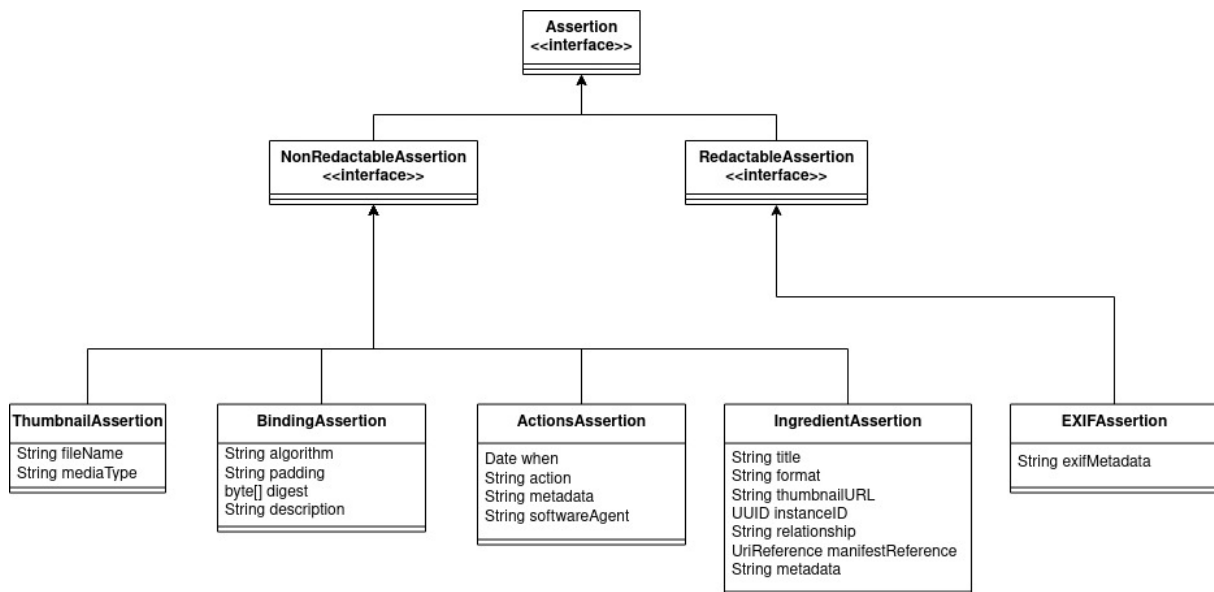 Assertion
<<interface>>
NonRedactableAssertion
<<interface>>
RedactableAssertion
<<interface>>
ThumbnailAssertion
String fileName
String mediaType
BindingAssertion
String algorithm
String padding
byte[] digest
String description
ActionsAssertion
Date when
String action
String metadata
String softwareAgent
IngredientAssertion
String title
String format
String thumbnailURL
UUID instanceID
String relationship
UriReference manifestReference
String metadata
EXIFAssertion
String exifMetadata